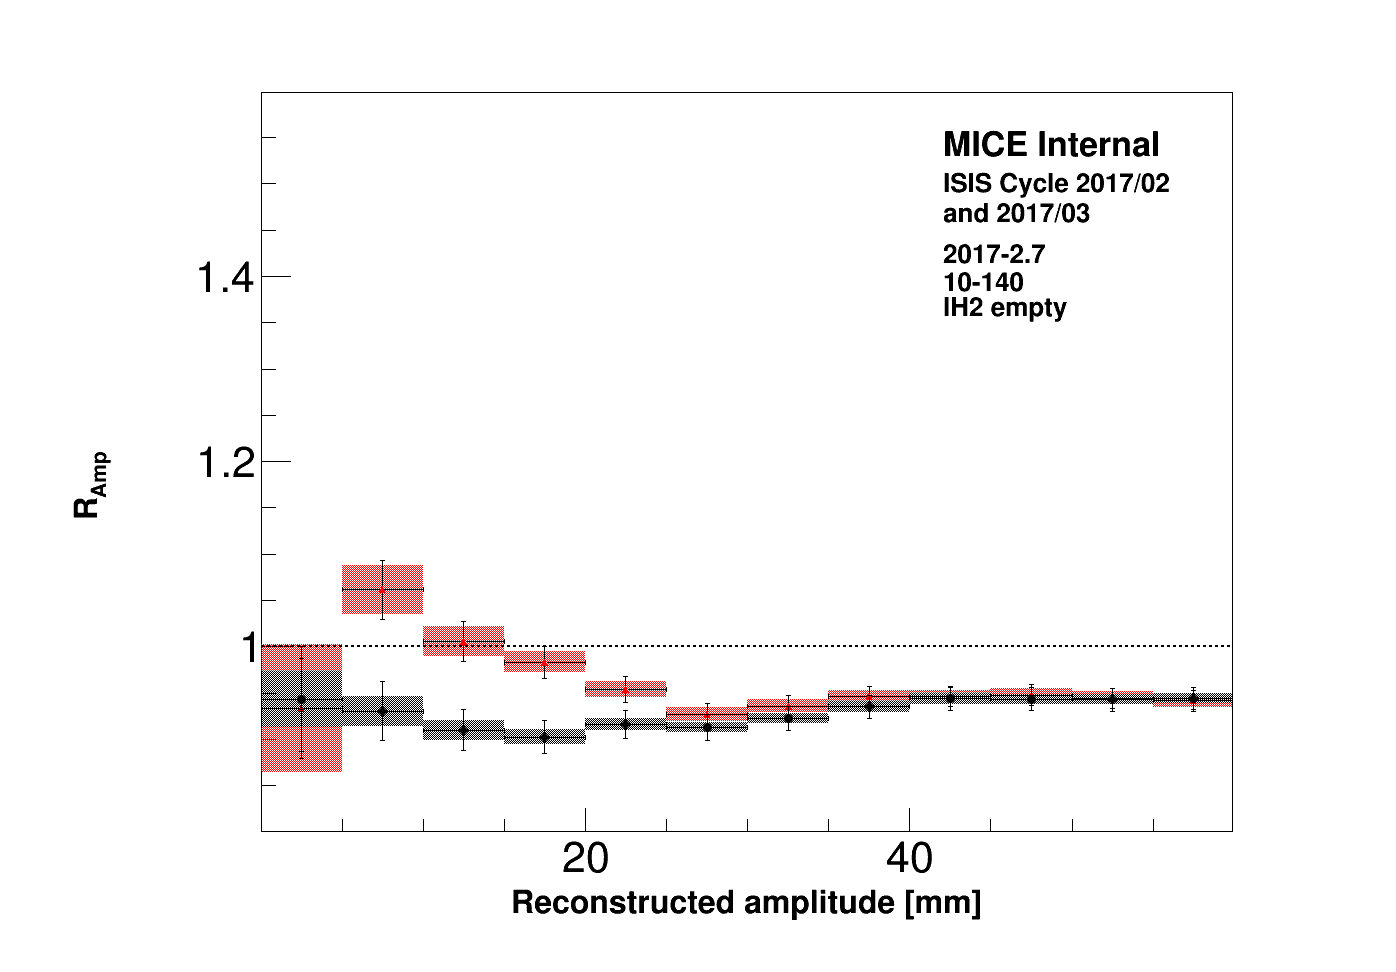 MICE Internal
ISIS Cycle 2017/02
and 2017/03
2017-2.7
10-140
lH2 empty
1.4
1.2
1
R_Amp
20
40
Reconstructed amplitude [mm]